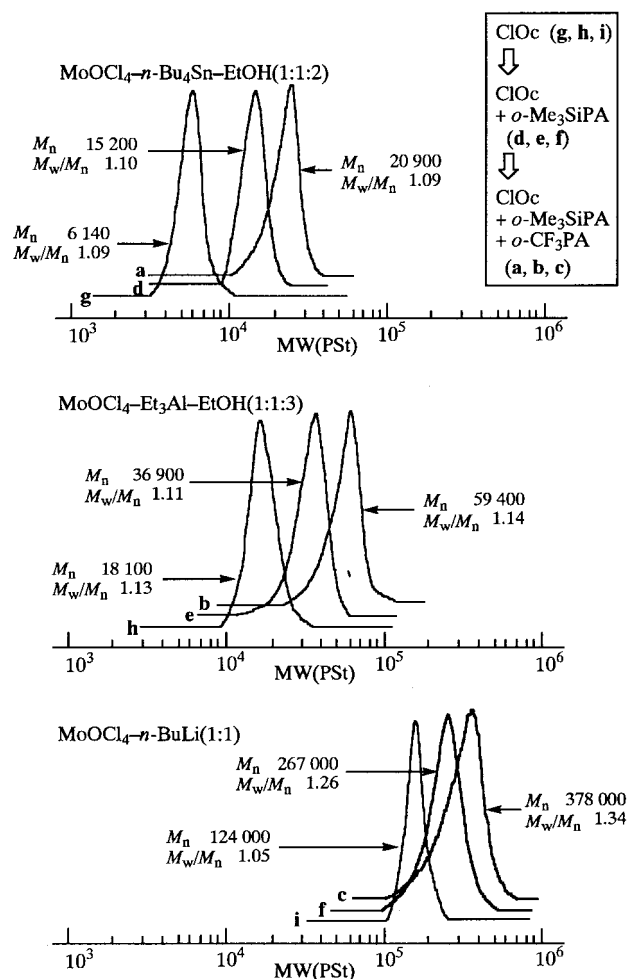 ClOc (g, h, i)
ClOc
+ o-Me3SiPA
(d, e, f)
ClOc
+ o-Me3SiPA
+ o-CF3PA
(a, b, c)
MoOCl4–n-Bu4Sn–EtOH(1:1:2)
Mn 15 200
Mw/Mn 1.10
Mn 20 900
Mw/Mn 1.09
Mn 6 140
Mw/Mn 1.09
a
d
g
10^3 10^4 10^5 10^6
MW(PSt)
MoOCl4–Et3Al–EtOH(1:1:3)
Mn 36 900
Mw/Mn 1.11
Mn 59 400
Mw/Mn 1.14
Mn 18 100
Mw/Mn 1.13
b
e
h
10^3 10^4 10^5 10^6
MW(PSt)
MoOCl4–n-BuLi(1:1)
Mn 267 000
Mw/Mn 1.26
Mn 378 000
Mw/Mn 1.34
Mn 124 000
Mw/Mn 1.05
c
f
i
10^3 10^4 10^5 10^6
MW(PSt)